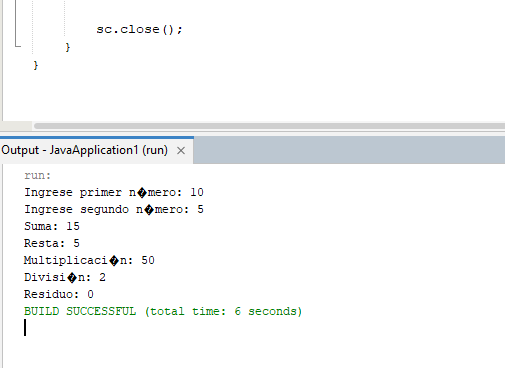 sc.close();
}
}
Output - JavaApplication1 (run) ×
run:
Ingrese primer n�mero: 10
Ingrese segundo n�mero: 5
Suma: 15
Resta: 5
Multiplicaci�n: 50
Divisi�n: 2
Residuo: 0
BUILD SUCCESSFUL (total time: 6 seconds)